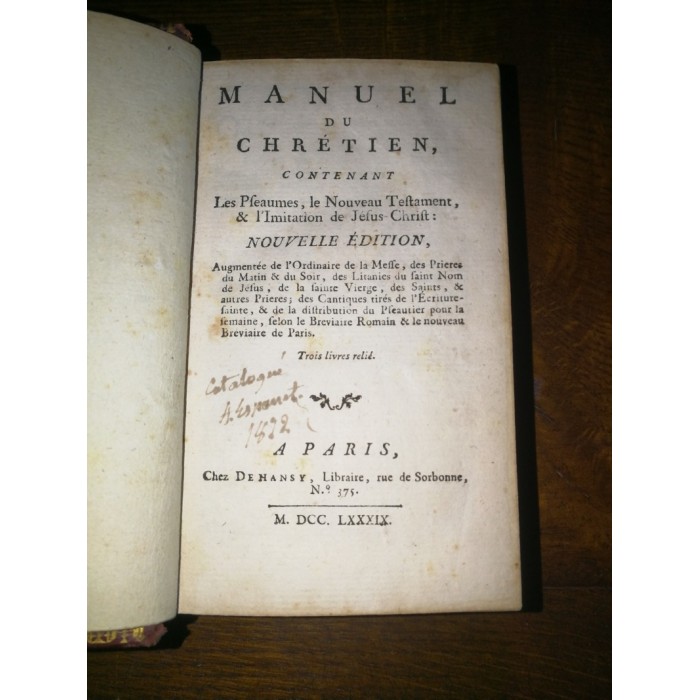 MANUEL
DU
CHRÉTIEN,
CONTENANT
Les Pſeaumes, le Nouveau Teſtament,
& l'Imitation de Jeſus-Chriſt:
NOUVELLE ÉDITION,
Augmentée de l'Ordinaire de la Meſſe, des Prieres
du Matin & du Soir, des Litanies du ſaint Nom
de Jéſus, de la ſainte Vierge, des Saints, &
autres Prieres; des Cantiques tirés de l'Écriture-
ſainte, & de la diſtribution du Pſeautier pour la
ſemaine, ſelon le Breviaire Romain & le nouveau
Breviaire de Paris.
Trois livres relié.
Catalogue
A.
1822
A PARIS,
Chez DEHANSY, Libraire, rue de Sorbonne,
N.º 375.
M. DCC. LXXXIX.